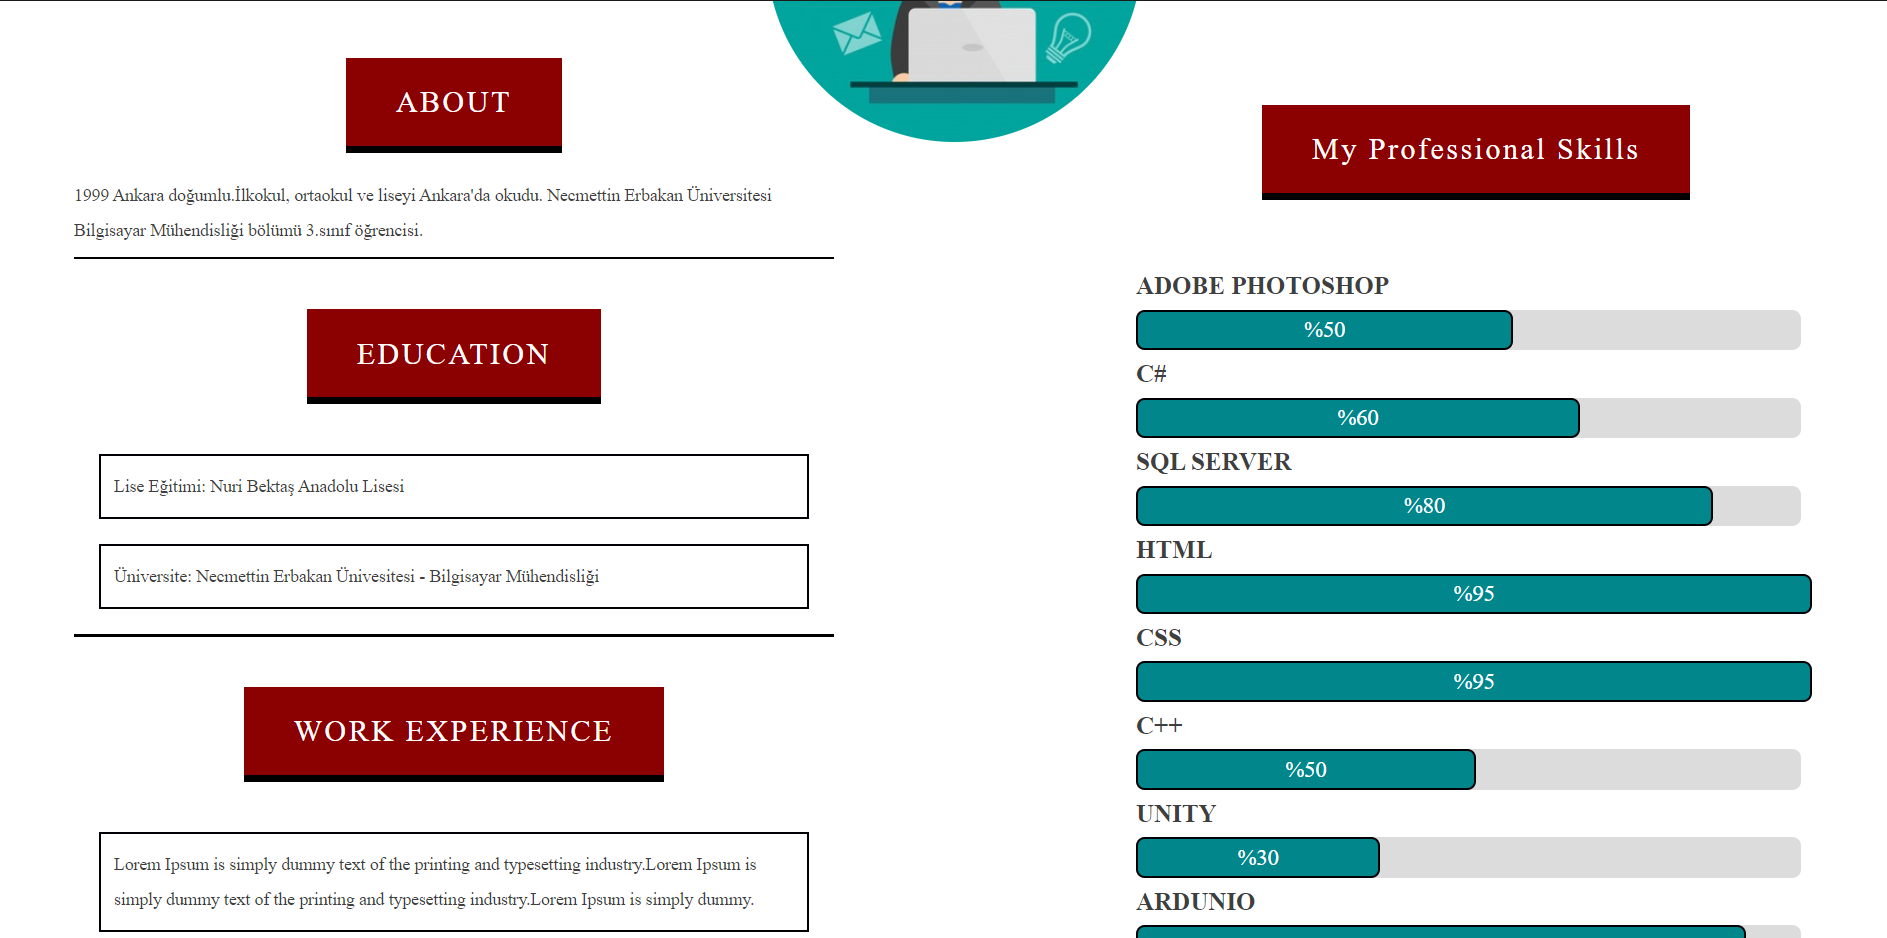 ABOUT
1999 Ankara doğumlu.İlkokul, ortaokul ve liseyi Ankara'da okudu. Necmettin Erbakan Üniversitesi
Bilgisayar Mühendisliği bölümü 3.sınıf öğrencisi.
EDUCATION
Lise Eğitimi: Nuri Bektaş Anadolu Lisesi
Üniversite: Necmettin Erbakan Ünivesitesi - Bilgisayar Mühendisliği
WORK EXPERIENCE
Lorem Ipsum is simply dummy text of the printing and typesetting industry.Lorem Ipsum is
simply dummy text of the printing and typesetting industry.Lorem Ipsum is simply dummy.
My Professional Skills
ADOBE PHOTOSHOP
%50
C#
%60
SQL SERVER
%80
HTML
%95
CSS
%95
C++
%50
UNITY
%30
ARDUNIO